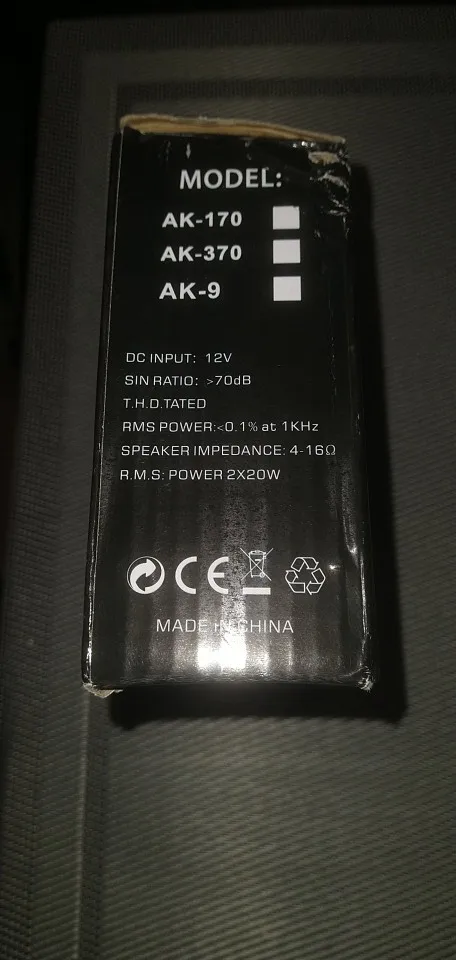 MODEL:
AK-170
AK-370
AK-9
DC INPUT: 12V
SIN RATIO: >70dB
T.H.D.TATED
RMS POWER:<0.1% at 1KHz
SPEAKER IMPEDANCE: 4-16Ω
R.M.S: POWER 2X20W
CE
MADE IN CHINA